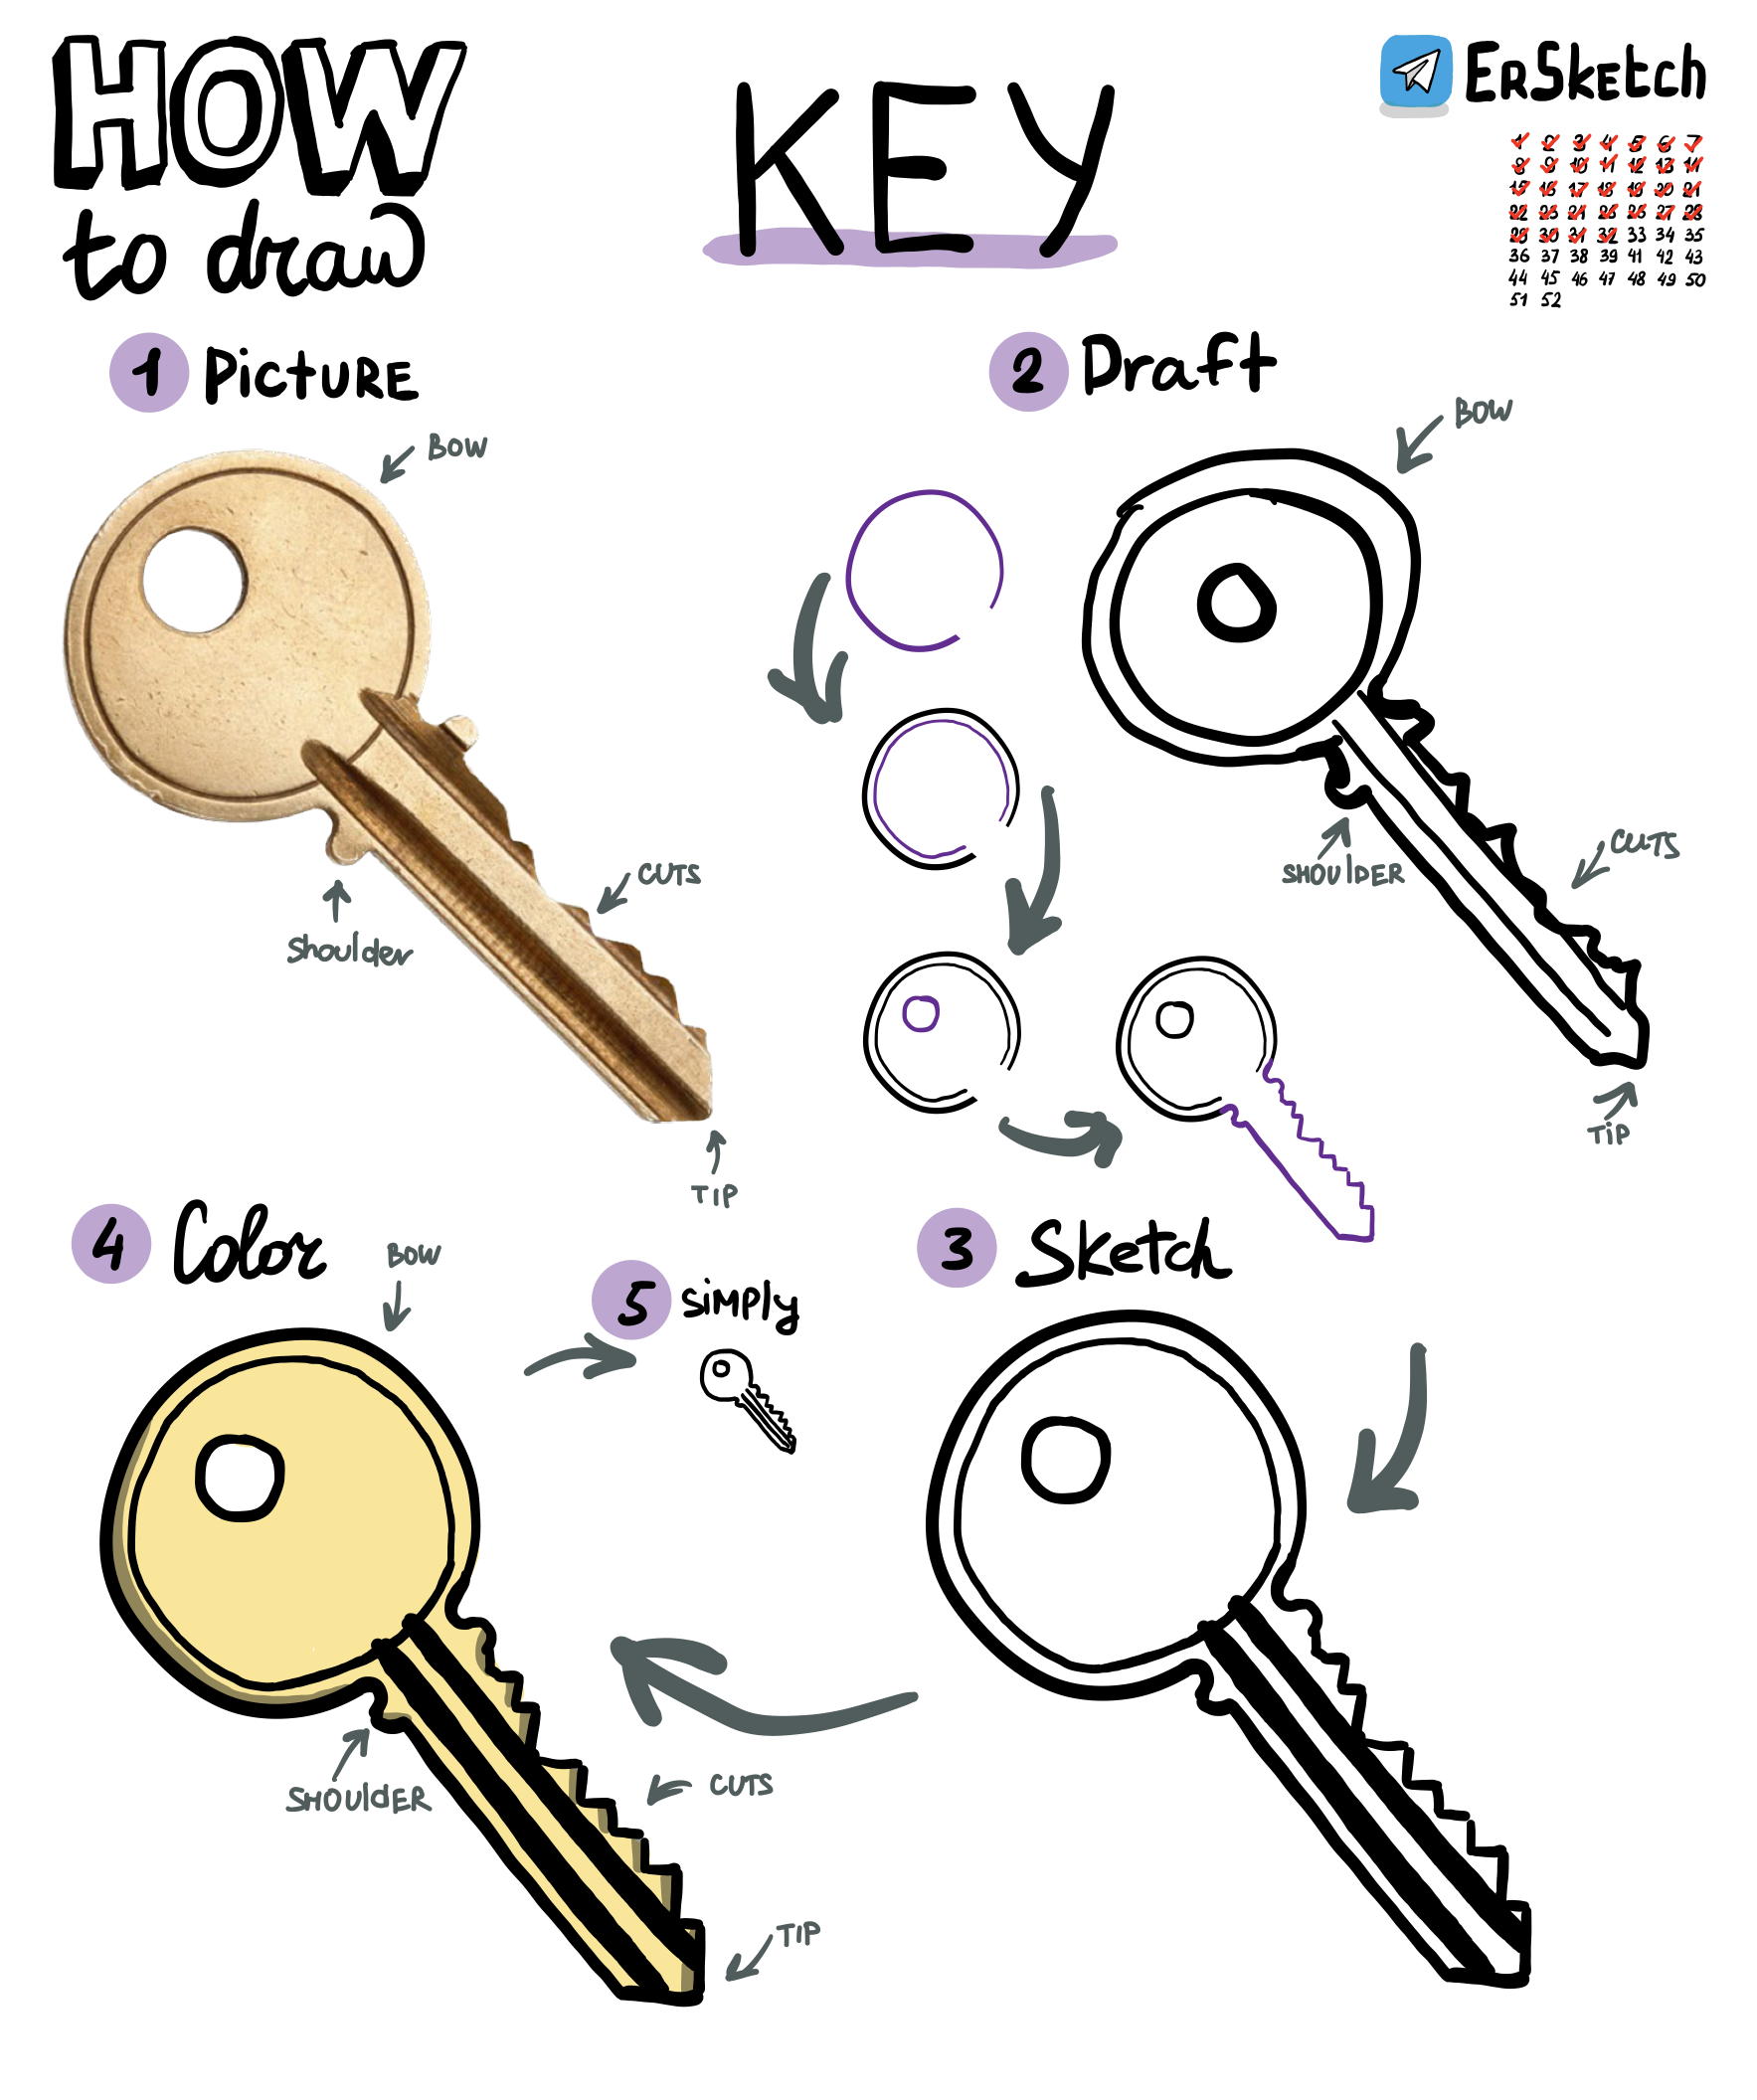 HOW
to draw
KEY
ErSketch
1 2 3 4 5 6 7
8 9 10 11 12 13 14
15 16 17 18 19 20 21
22 23 24 25 26 27 28
29 30 31 32 33 34 35
36 37 38 39 41 42 43
44 45 46 47 48 49 50
51 52
1 PictURE
BOW
CUTS
Shoulder
TIP
2 Draft
BOW
CUTS
SHOUlDER
TiP
4 Color
BOW
SHOUldER
CUTS
TIP
5 SiMPly
3 Sketch